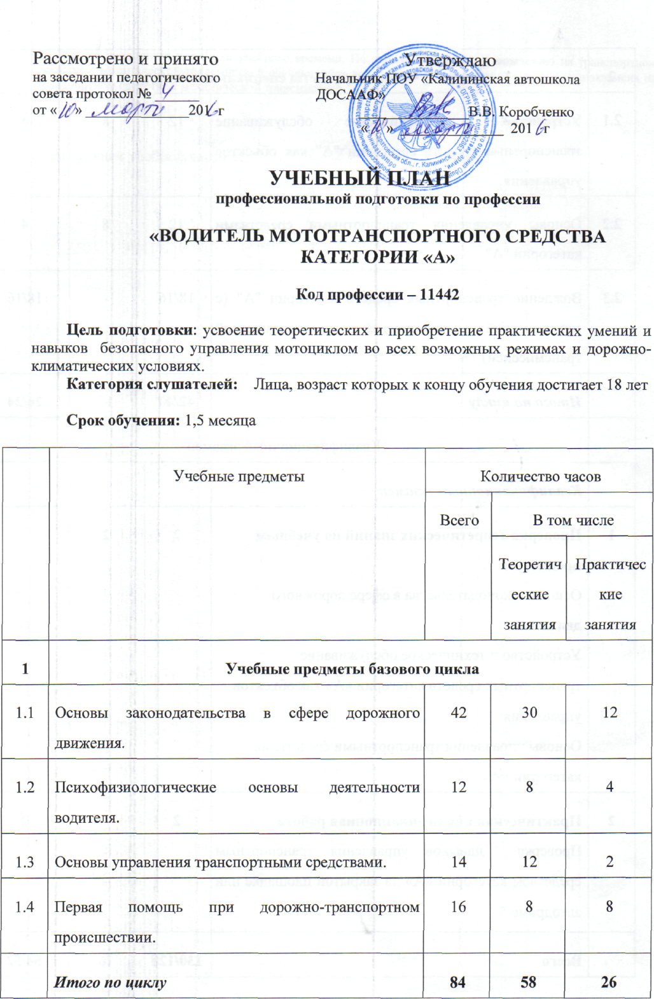 Рассмотрено и принято
на заседании педагогического
совета протокол № 4
от «10» марта 2016 г
Утверждаю
Начальник ПОУ «Калининская автошкола
ДОСААФ»
В.В. Коробченко
«10» марта 2016 г
УЧЕБНЫЙ ПЛАН
профессиональной подготовки по профессии
«ВОДИТЕЛЬ МОТОТРАНСПОРТНОГО СРЕДСТВА
КАТЕГОРИИ «А»
Код профессии – 11442
Цель подготовки: усвоение теоретических и приобретение практических умений и
навыков безопасного управления мотоциклом во всех возможных режимах и дорожно-
климатических условиях.
Категория слушателей: Лица, возраст которых к концу обучения достигает 18 лет
Срок обучения: 1,5 месяца
Учебные предметы
Количество часов
Всего
В том числе
Теоретич
еские
занятия
Практичес
кие
занятия
1 Учебные предметы базового цикла
1.1 Основы законодательства в сфере дорожного 42 30 12
движения.
1.2 Психофизиологические основы деятельности 12 8 4
водителя.
1.3 Основы управления транспортными средствами. 14 12 2
1.4 Первая помощь при дорожно-транспортном 16 8 8
происшествии.
Итого по циклу 84 58 26